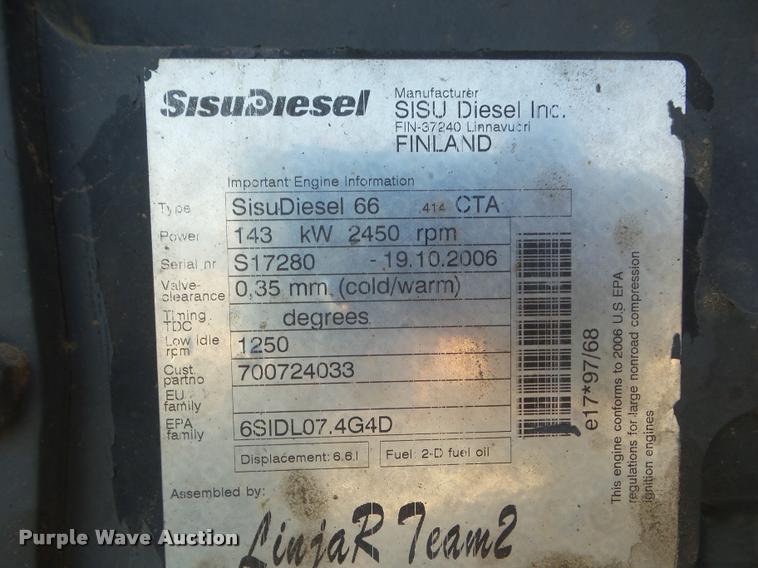 SisuDiesel
Manufacturer
SISU Diesel Inc.
FIN-37240 Linnavuori
FINLAND
Important Engine Information
Type SisuDiesel 66 .414 CTA
Power 143 kW 2450 rpm
Serial nr S17280 - 19.10.2006
Valve-clearance 0,35 mm (cold/warm)
Timing TDC degrees
Low idle rpm 1250
Cust. partno 700724033
EU family
EPA family 6SIDL07.4G4D
Displacement: 6.6.l Fuel: 2-D fuel oil
Assembled by:
LinjaR Team2
e17*97/68
This engine conforms to 2006 U.S EPA
regulations for large nonroad compression
ignition engines
Purple Wave Auction